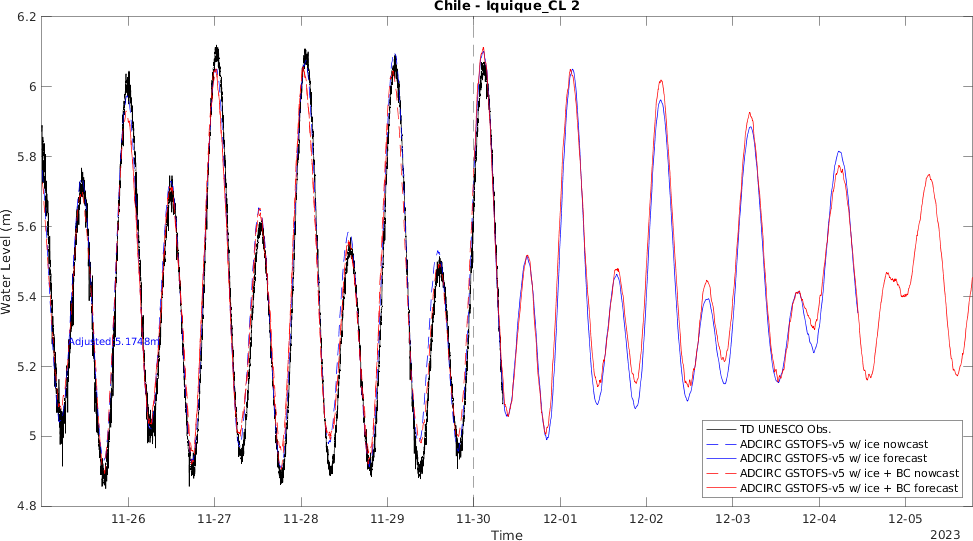 Chile - Iquique_CL 2
6.2
6
5.8
5.6
5.4
5.2
5
4.8
Water Level (m)
Adjusted 5.1748m
11-26 11-27 11-28 11-29 11-30 12-01 12-02 12-03 12-04 12-05
Time
2023
TD UNESCO Obs.
ADCIRC GSTOFS-v5 w/ ice nowcast
ADCIRC GSTOFS-v5 w/ ice forecast
ADCIRC GSTOFS-v5 w/ ice + BC nowcast
ADCIRC GSTOFS-v5 w/ ice + BC forecast